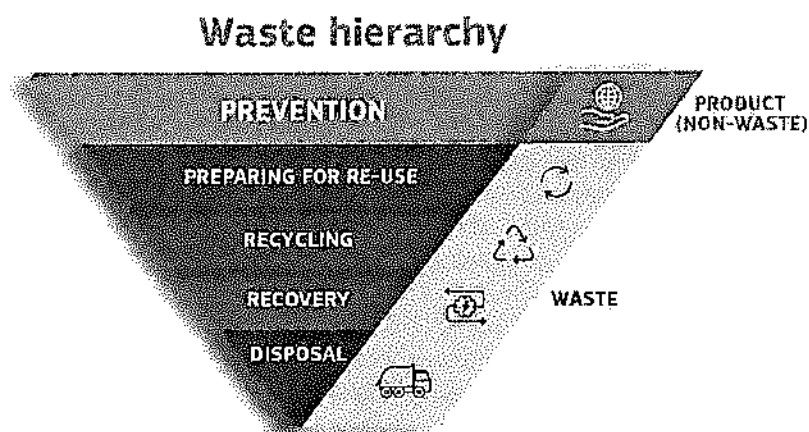 Waste hierarchy
PREVENTION
PRODUCT
(NON-WASTE)
PREPARING FOR RE-USE
RECYCLING
RECOVERY
WASTE
DISPOSAL